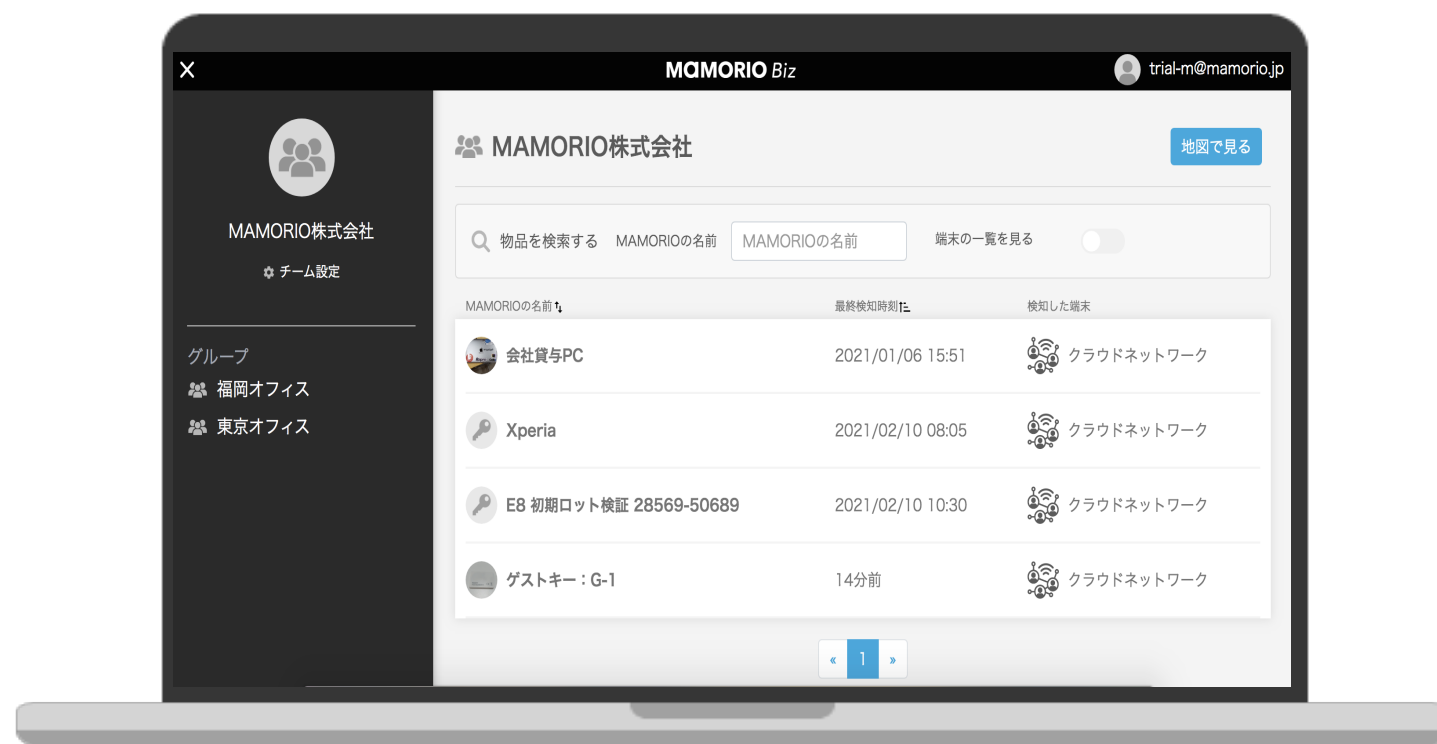 X
MAMORIO Biz
trial-m@mamorio.jp
MAMORIO株式会社
チーム設定
グループ
福岡オフィス
東京オフィス
MAMORIO株式会社
地図で見る
物品を検索する MAMORIOの名前 MAMORIOの名前 端末の一覧を見る
MAMORIOの名前 最終検知時刻 検知した端末
会社貸与PC 2021/01/06 15:51 クラウドネットワーク
Xperia 2021/02/10 08:05 クラウドネットワーク
E8 初期ロット検証 28569-50689 2021/02/10 10:30 クラウドネットワーク
ゲストキー：G-1 14分前 クラウドネットワーク
« 1 »